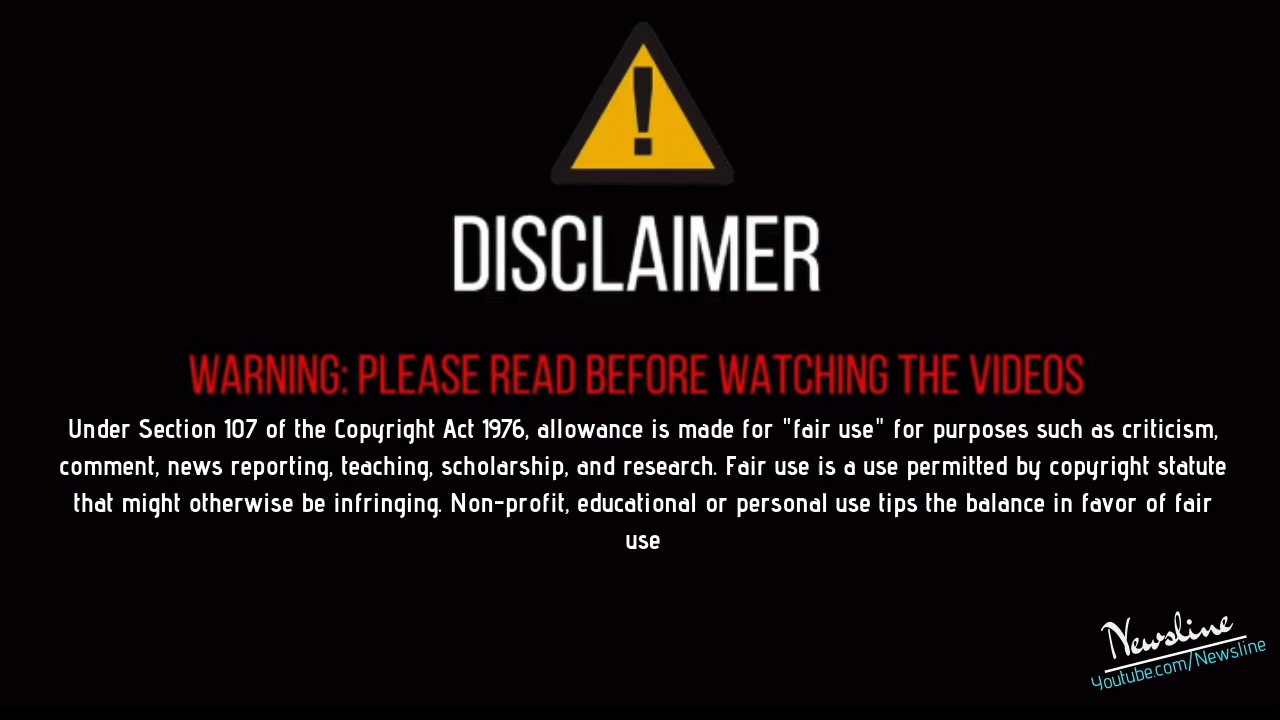 DISCLAIMER
WARNING: PLEASE READ BEFORE WATCHING THE VIDEOS
Under Section 107 of the Copyright Act 1976, allowance is made for "fair use" for purposes such as criticism,
comment, news reporting, teaching, scholarship, and research. Fair use is a use permitted by copyright statute
that might otherwise be infringing. Non-profit, educational or personal use tips the balance in favor of fair
use
Newsline
Youtube.com/Newsline